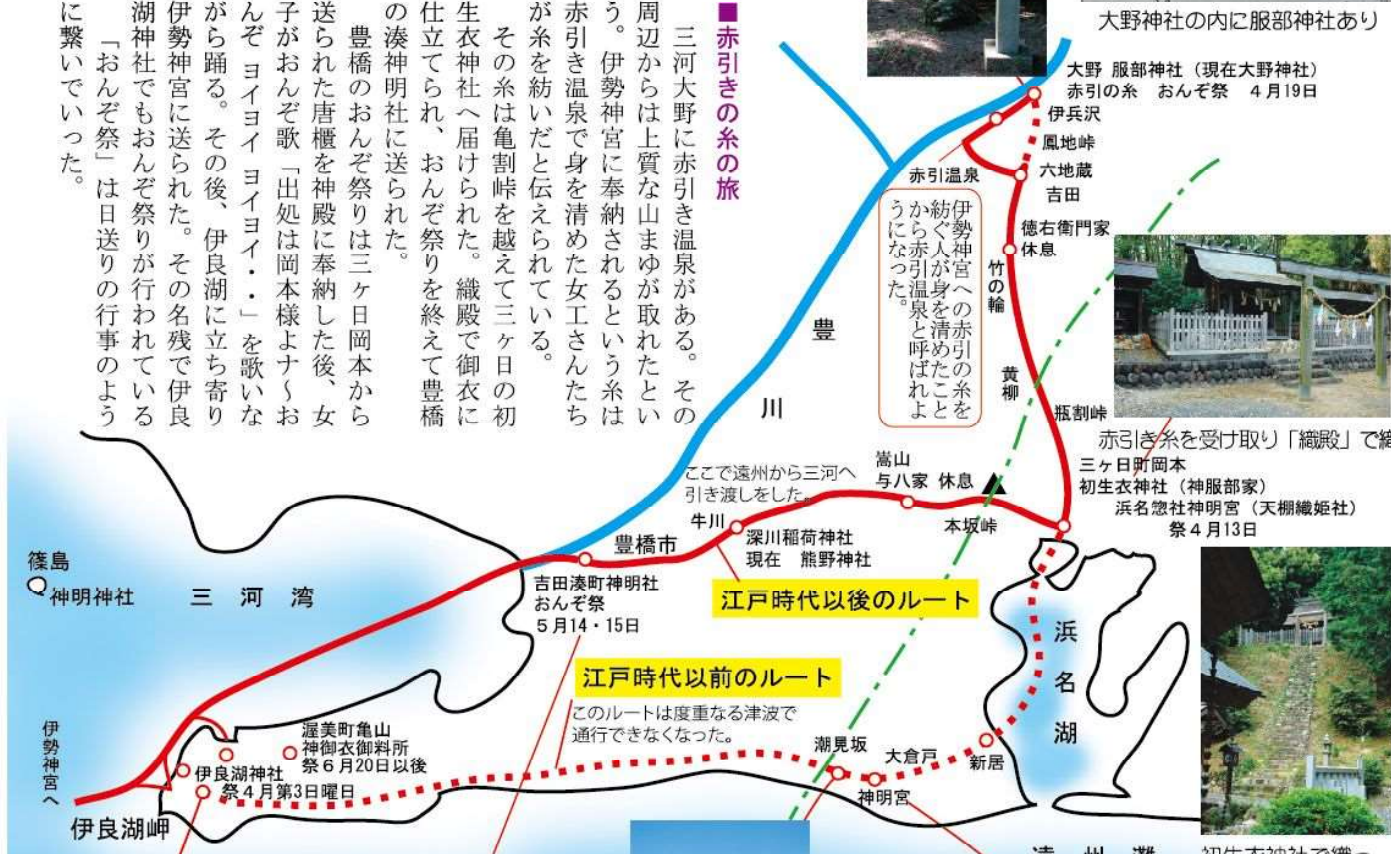 ■赤引きの糸の旅
　三河大野に赤引き温泉がある。その
周辺からは上質な山まゆが取れたとい
う。伊勢神宮に奉納されるという糸は
赤引き温泉で身を清めた女工さんたち
が糸を紡いだと伝えられている。
　その糸は亀割峠を越えて三ヶ日の初
生衣神社へ届けられた。織殿で御衣に
仕立てられ、おんぞ祭りを終えて豊橋
の湊神明社に送られた。
　豊橋のおんぞ祭りは三ヶ日岡本から
送られた唐櫃を神殿に奉納した後、女
子がおんぞ歌「出処は岡本様よナ～お
んぞ ヨイヨイ ヨイヨイ・・」を歌いな
がら踊る。その後、伊良湖に立ち寄り
伊勢神宮に送られた。その名残で伊良
湖神社でもおんぞ祭りが行われている
　「おんぞ祭」は日送りの行事のよう
に繋いでいった。
大野神社の内に服部神社あり
大野 服部神社（現在大野神社）
赤引の糸　おんぞ祭　４月19日
伊兵沢
鳳地峠
赤引温泉
六地蔵
吉田
徳右衛門家
休息
竹の輪
伊勢神宮への赤引の糸を
紡ぐ人が身を清めたこと
から赤引温泉と呼ばれよ
うになった。
豊川
黄柳
瓶割峠
赤引き糸を受け取り「織殿」で
三ヶ日町岡本
初生衣神社（神服部家）
浜名惣社神明宮（天棚織姫社）
祭４月13日
嵩山
与八家 休息
本坂峠
ここで遠州から三河へ
引き渡しをした。
牛川
深川稲荷神社
現在　熊野神社
豊橋市
吉田湊町神明社
おんぞ祭
５月14・15日
江戸時代以後のルート
篠島
神明神社
三河湾
浜名湖
江戸時代以前のルート
このルートは度重なる津波で
通行できなくなった。
潮見坂
大倉戸
神明宮
新居
渥美町亀山
神御衣御料所
祭６月20日以後
伊良湖神社
祭４月第３日曜日
伊勢神宮へ
伊良湖岬
遠州灘
初生衣神社で織っ